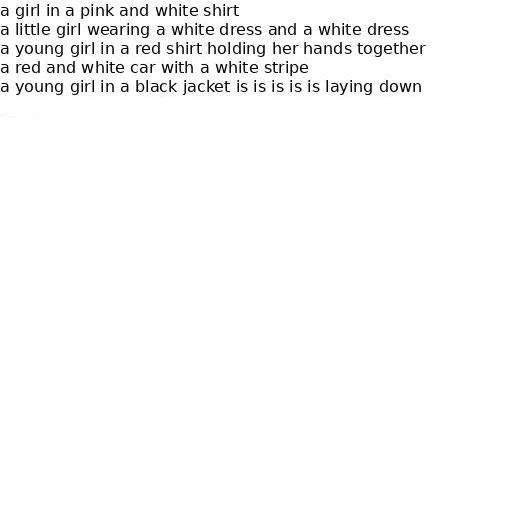 a girl in a pink and white shirt
a little girl wearing a white dress and a white dress
a young girl in a red shirt holding her hands together
a red and white car with a white stripe
a young girl in a black jacket is is is is is laying down